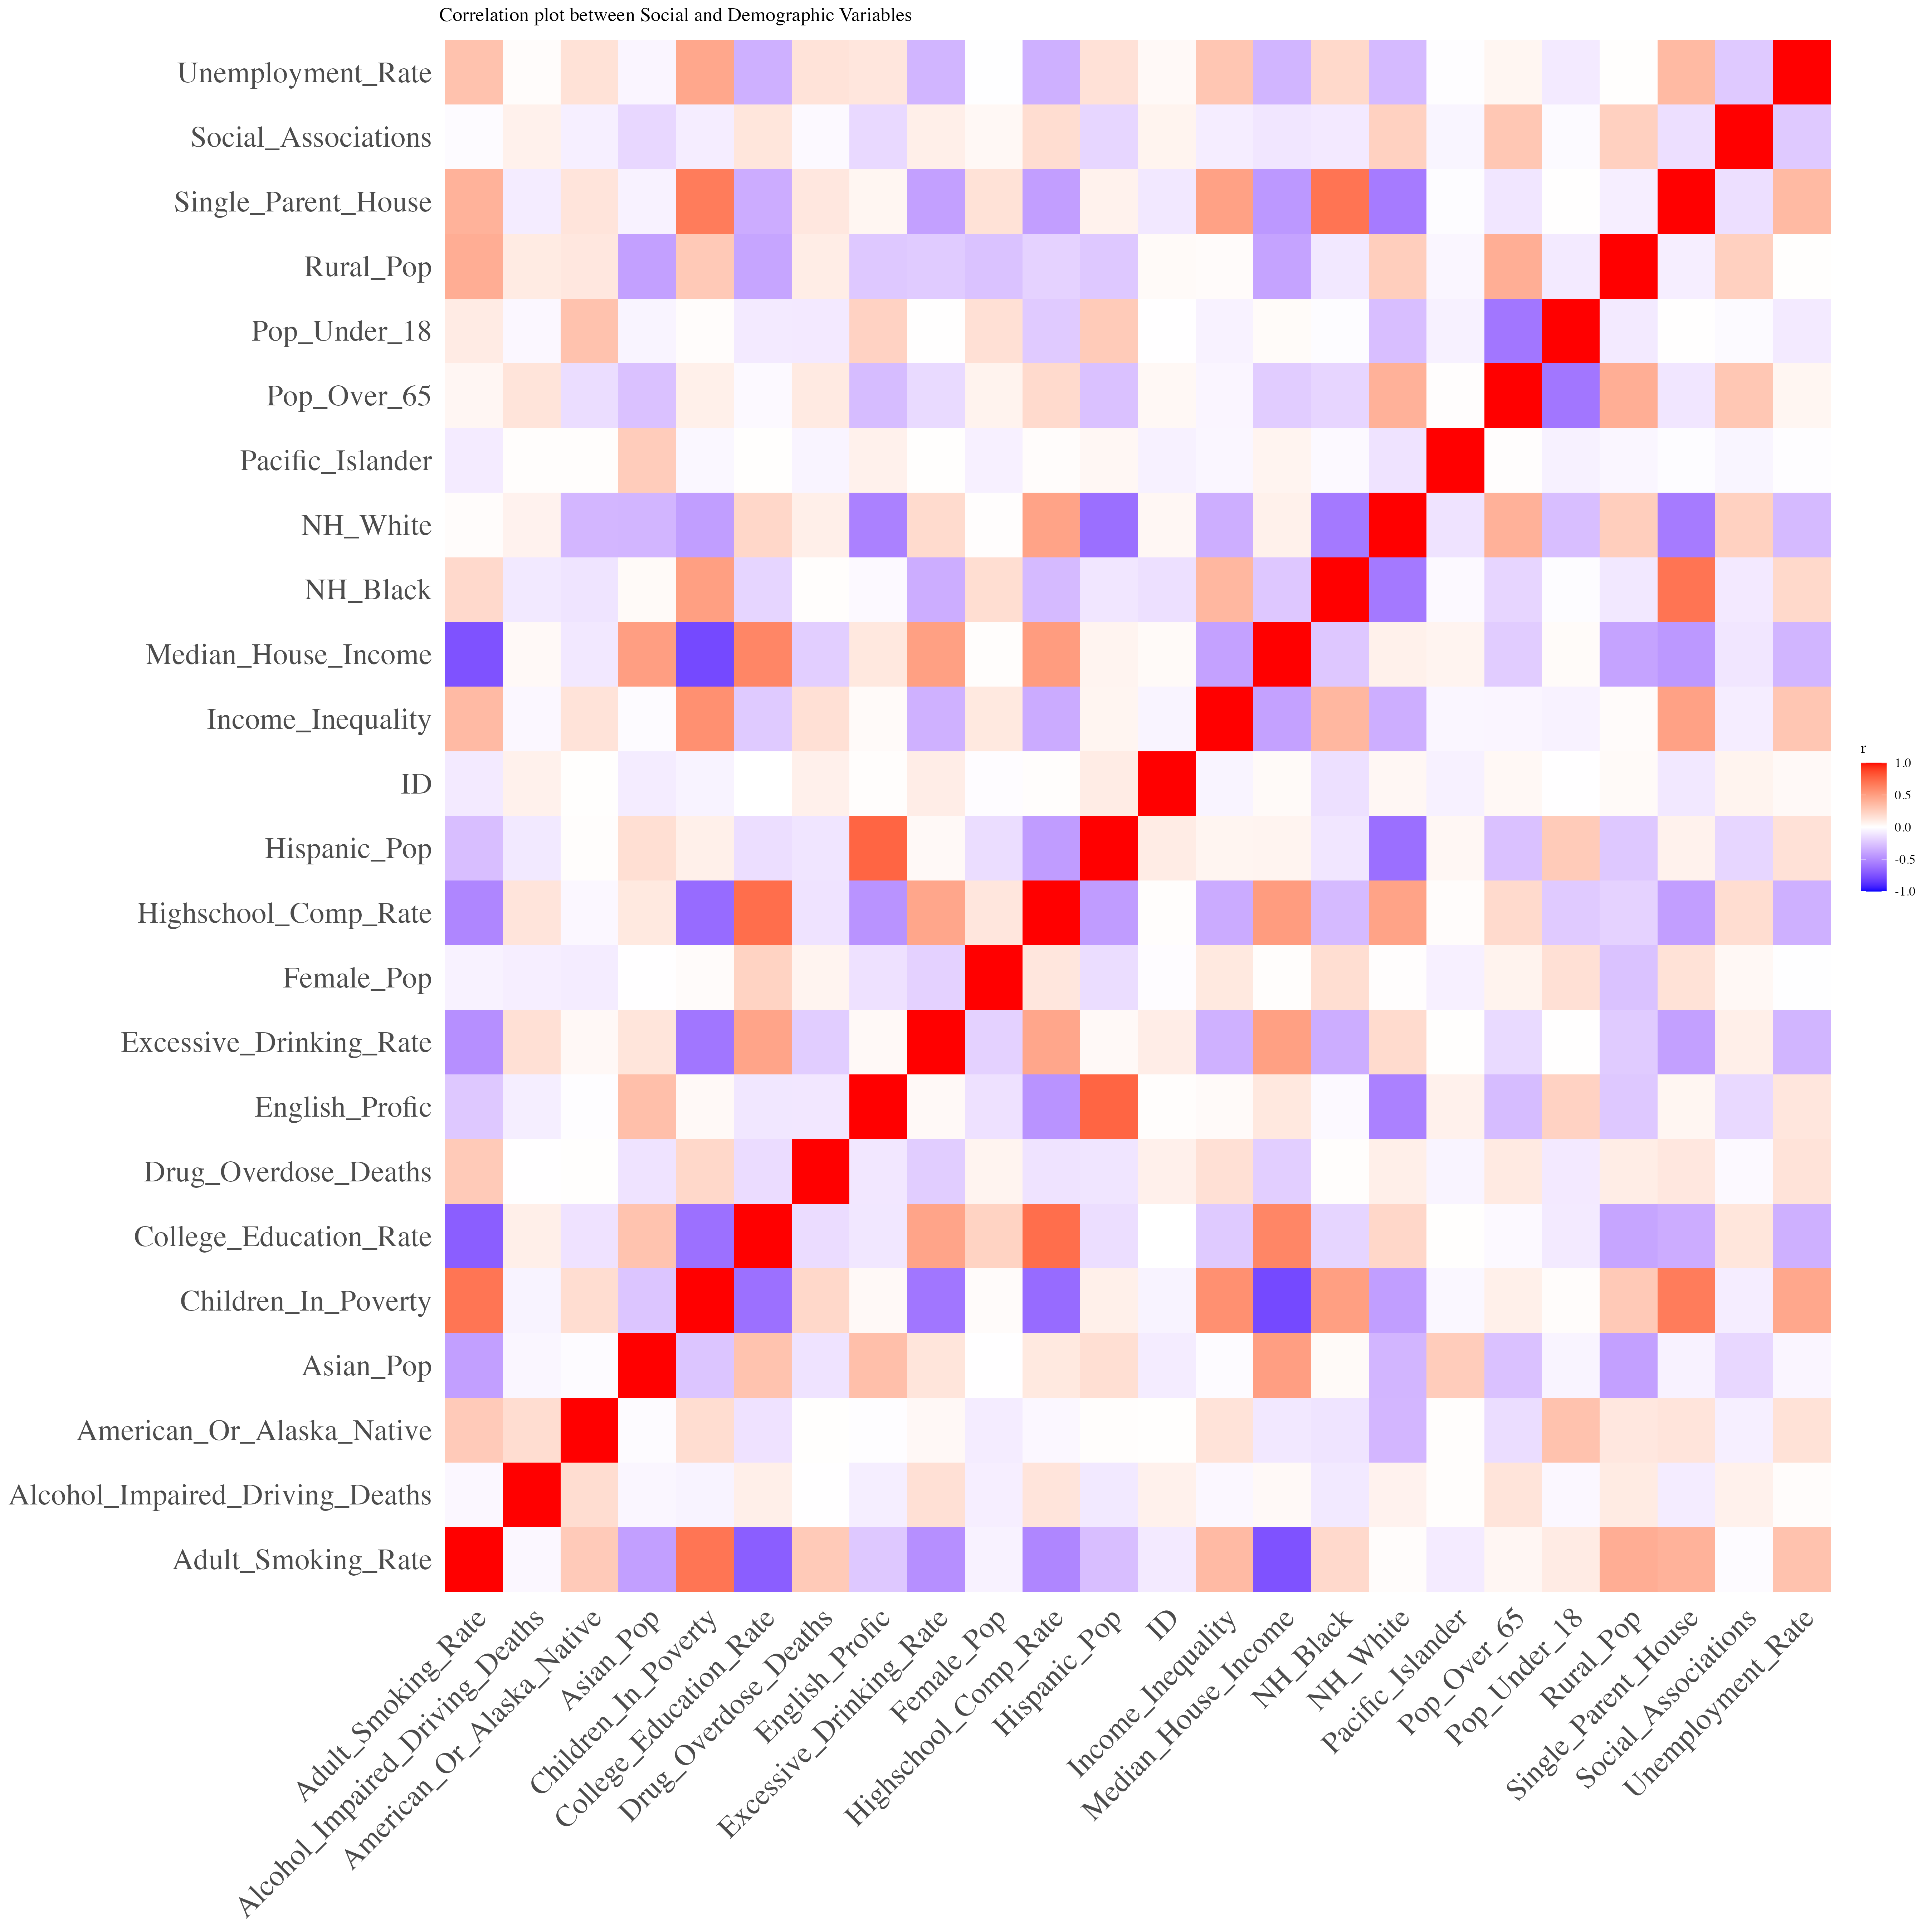 Correlation plot between Social and Demographic Variables
Unemployment_Rate
Social_Associations
Single_Parent_House
Rural_Pop
Pop_Under_18
Pop_Over_65
Pacific_Islander
NH_White
NH_Black
Median_House_Income
Income_Inequality
ID
Hispanic_Pop
Highschool_Comp_Rate
Female_Pop
Excessive_Drinking_Rate
English_Profic
Drug_Overdose_Deaths
College_Education_Rate
Children_In_Poverty
Asian_Pop
American_Or_Alaska_Native
Alcohol_Impaired_Driving_Deaths
Adult_Smoking_Rate
r
1.0
0.5
0.0
-0.5
-1.0
Adult_Smoking_Rate
Alcohol_Impaired_Driving_Deaths
American_Or_Alaska_Native
Asian_Pop
Children_In_Poverty
College_Education_Rate
Drug_Overdose_Deaths
English_Profic
Excessive_Drinking_Rate
Female_Pop
Highschool_Comp_Rate
Hispanic_Pop
ID
Income_Inequality
Median_House_Income
NH_Black
NH_White
Pacific_Islander
Pop_Over_65
Pop_Under_18
Rural_Pop
Single_Parent_House
Social_Associations
Unemployment_Rate